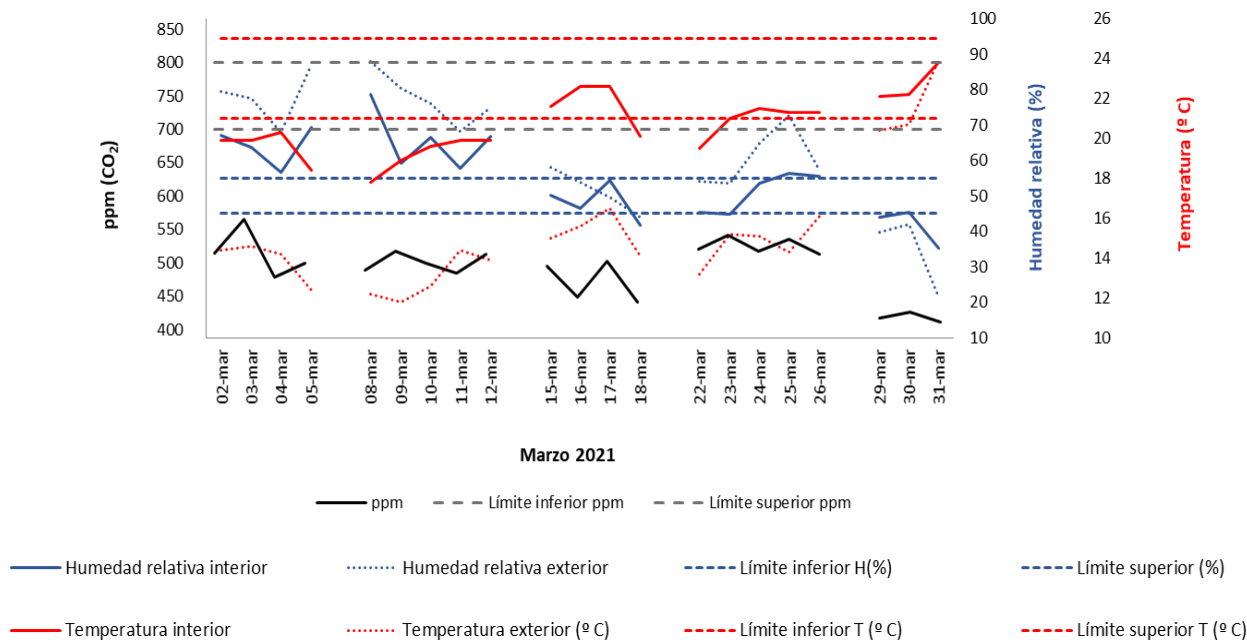 850
800
750
700
650
600
550
500
450
400
ppm (CO₂)
100
90
80
70
60
50
40
30
20
10
Humedad relativa (%)
26
24
22
20
18
16
14
12
10
Temperatura (º C)
02-mar
03-mar
04-mar
05-mar
08-mar
09-mar
10-mar
11-mar
12-mar
15-mar
16-mar
17-mar
18-mar
22-mar
23-mar
24-mar
25-mar
26-mar
29-mar
30-mar
31-mar
Marzo 2021
ppm Límite inferior ppm Límite superior ppm
Humedad relativa interior Humedad relativa exterior Límite inferior H(%) Límite superior (%)
Temperatura interior Temperatura exterior (º C) Límite inferior T (º C) Límite superior T (º C)